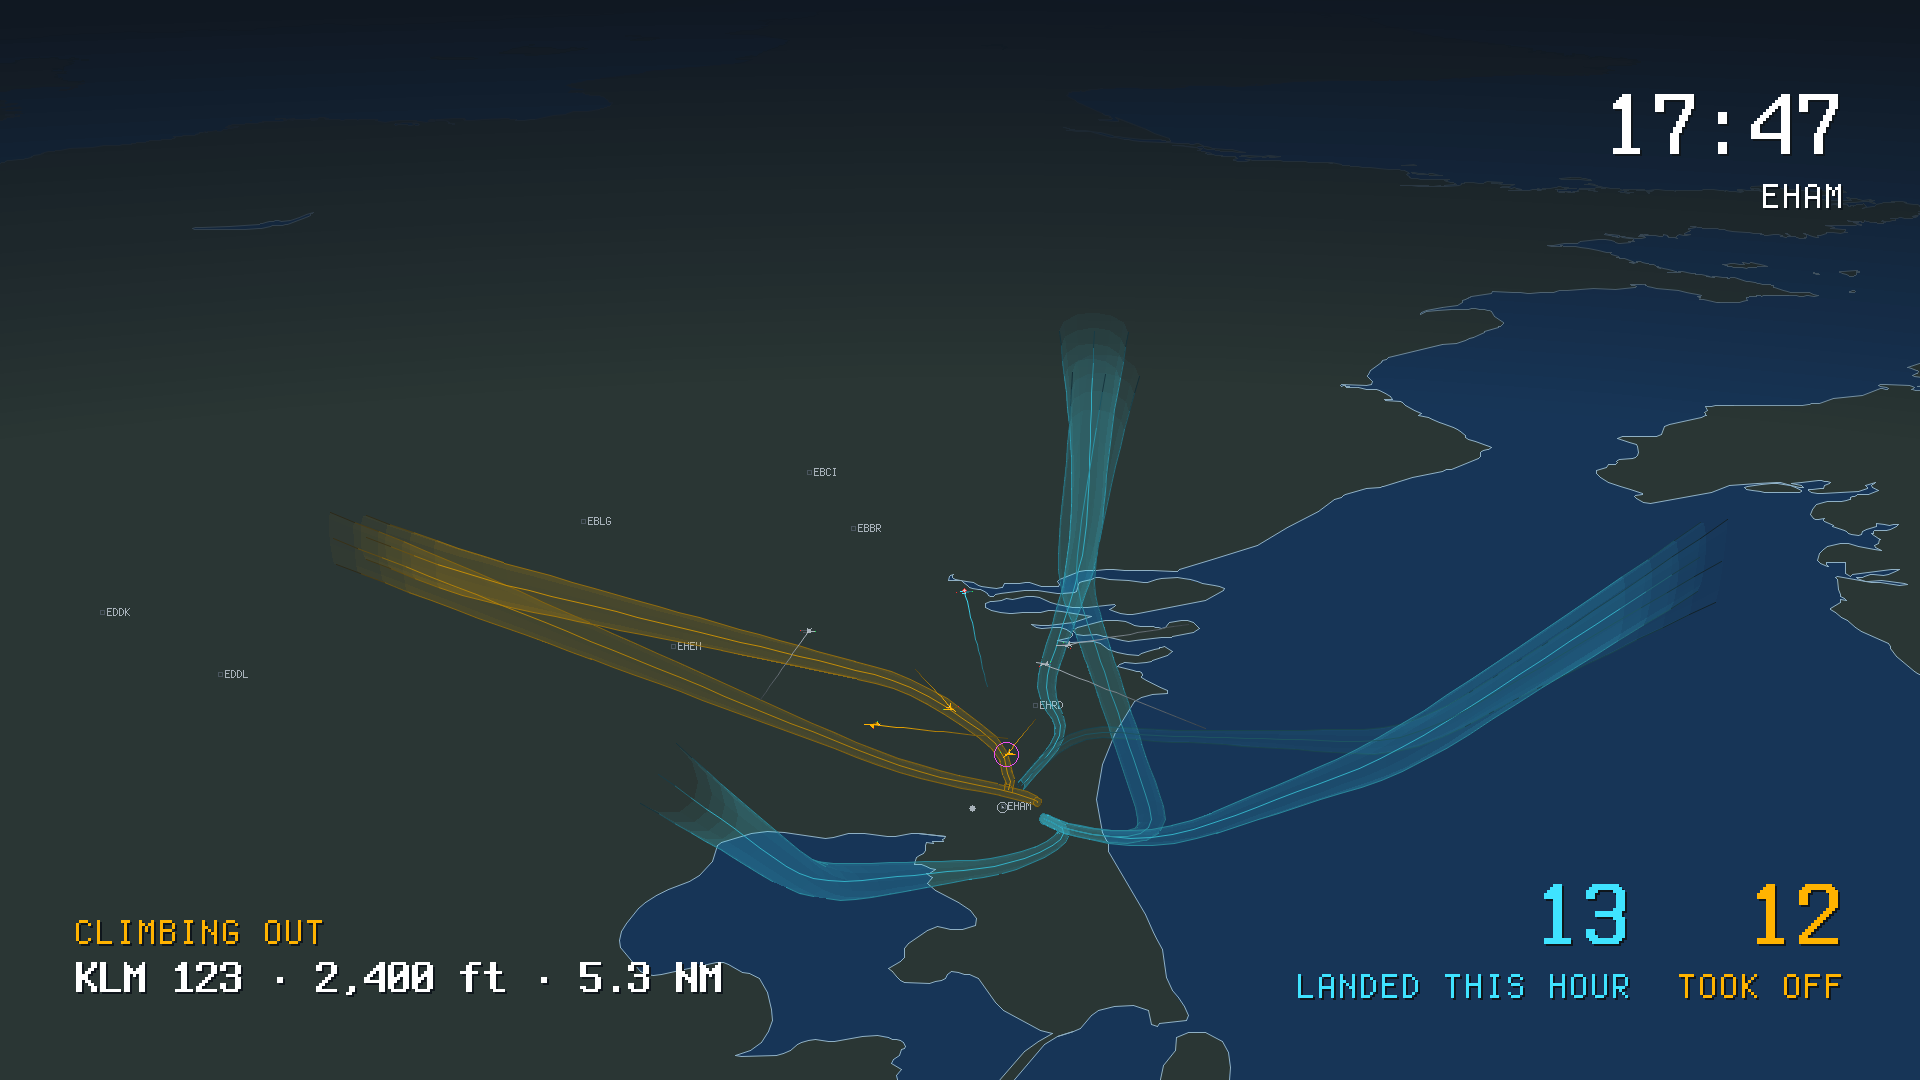 17:47
EHAM
EBCI
EBLG
EBBR
EDDK
EHEH
EDDL
EHRD
EHAM
CLIMBING OUT
KLM 123 · 2,400 ft · 5.3 NM
13 12
LANDED THIS HOUR TOOK OFF